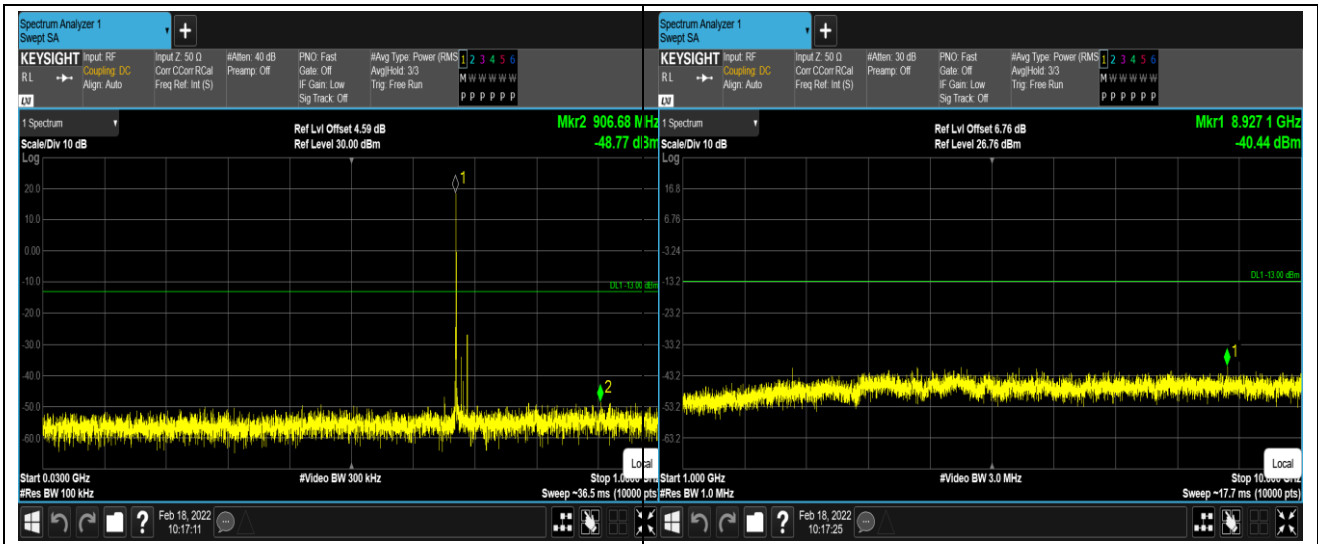 Spectrum Analyzer 1
Swept SA
+
KEYSIGHT
RL
LXI
Input: RF
Coupling: DC
Align: Auto
Input Z: 50 Ω
Corr CCorr RCal
Freq Ref: Int (S)
#Atten: 40 dB
Preamp: Off
PNO: Fast
Gate: Off
IF Gain: Low
Sig Track: Off
#Avg Type: Power (RMS
Avg|Hold: 3/3
Trig: Free Run
1 2 3 4 5 6
M W W W W W
P P P P P P
1 Spectrum
Scale/Div 10 dB
Log
Ref Lvl Offset 4.59 dB
Ref Level 30.00 dBm
Mkr2 906.68 MHz
-48.77 dBm
20.0
10.0
0.00
-10.0
-20.0
-30.0
-40.0
-50.0
-60.0
1
2
DL1 -13.00 dBm
Local
Start 0.0300 GHz
#Res BW 100 kHz
#Video BW 300 kHz
Sweep ~36.5 ms (10000 pts)
?
Feb 18, 2022
10:17:11
Spectrum Analyzer 1
Swept SA
+
KEYSIGHT
RL
LXI
Input: RF
Coupling: DC
Align: Auto
Input Z: 50 Ω
Corr CCorr RCal
Freq Ref: Int (S)
#Atten: 30 dB
Preamp: Off
PNO: Fast
Gate: Off
IF Gain: Low
Sig Track: Off
#Avg Type: Power (RMS
Avg|Hold: 3/3
Trig: Free Run
1 2 3 4 5 6
M W W W W W
P P P P P P
1 Spectrum
Scale/Div 10 dB
Log
Ref Lvl Offset 6.76 dB
Ref Level 26.76 dBm
Mkr1 8.927 1 GHz
-40.44 dBm
16.8
6.76
-3.24
-13.2
-23.2
-33.2
-43.2
-53.2
-63.2
1
DL1 -13.00 dBm
Local
Start 1.000 GHz
#Res BW 1.0 MHz
#Video BW 3.0 MHz
Sweep ~17.7 ms (10000 pts)
?
Feb 18, 2022
10:17:25